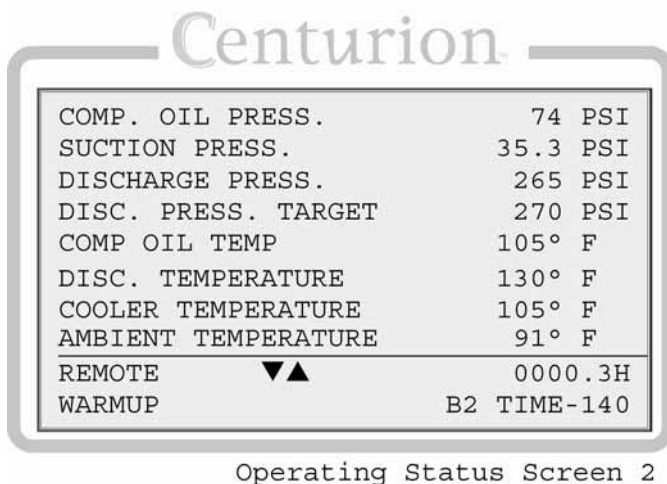 Centurion™
COMP. OIL PRESS. 74 PSI
SUCTION PRESS. 35.3 PSI
DISCHARGE PRESS. 265 PSI
DISC. PRESS. TARGET 270 PSI
COMP OIL TEMP 105° F
DISC. TEMPERATURE 130° F
COOLER TEMPERATURE 105° F
AMBIENT TEMPERATURE 91° F
REMOTE ▼▲ 0000.3H
WARMUP B2 TIME-140
Operating Status Screen 2